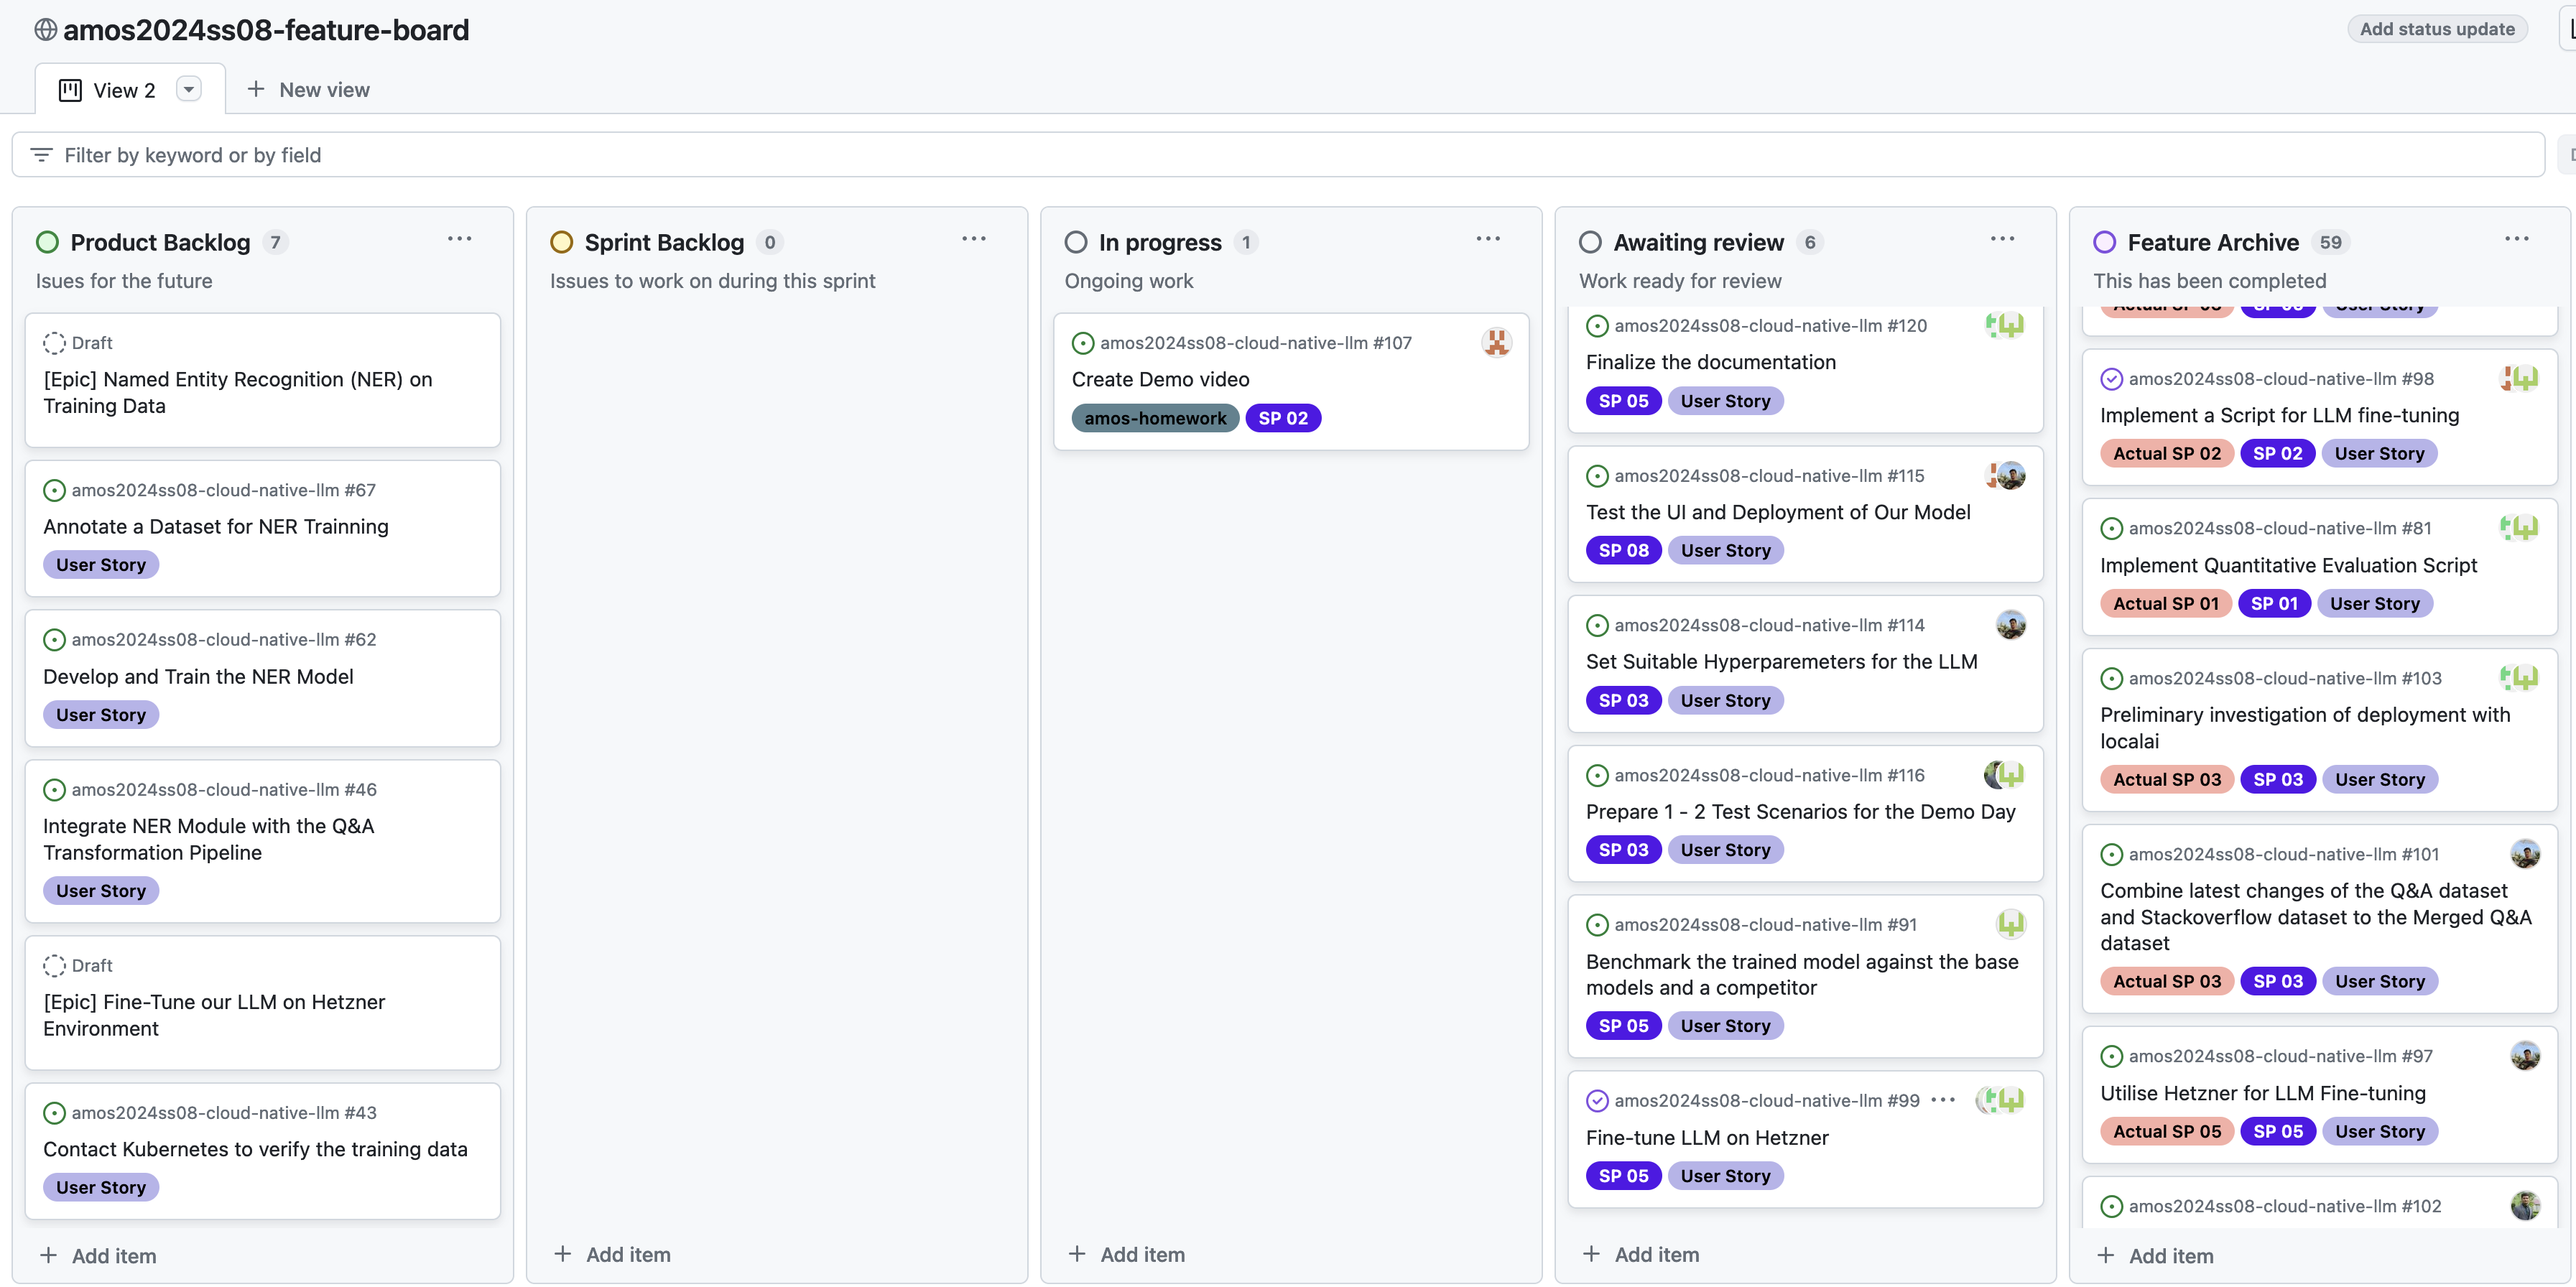 amos2024ss08-feature-board
Add status update
View 2
New view
Filter by keyword or by field
Product Backlog 7
Isues for the future
Draft
[Epic] Named Entity Recognition (NER) on
Training Data
amos2024ss08-cloud-native-llm #67
Annotate a Dataset for NER Trainning
User Story
amos2024ss08-cloud-native-llm #62
Develop and Train the NER Model
User Story
amos2024ss08-cloud-native-llm #46
Integrate NER Module with the Q&A
Transformation Pipeline
User Story
Draft
[Epic] Fine-Tune our LLM on Hetzner
Environment
amos2024ss08-cloud-native-llm #43
Contact Kubernetes to verify the training data
User Story
Add item
Sprint Backlog 0
Issues to work on during this sprint
Add item
In progress 1
Ongoing work
amos2024ss08-cloud-native-llm #107
Create Demo video
amos-homework SP 02
Add item
Awaiting review 6
Work ready for review
amos2024ss08-cloud-native-llm #120
Finalize the documentation
SP 05 User Story
amos2024ss08-cloud-native-llm #115
Test the UI and Deployment of Our Model
SP 08 User Story
amos2024ss08-cloud-native-llm #114
Set Suitable Hyperparemeters for the LLM
SP 03 User Story
amos2024ss08-cloud-native-llm #116
Prepare 1 - 2 Test Scenarios for the Demo Day
SP 03 User Story
amos2024ss08-cloud-native-llm #91
Benchmark the trained model against the base
models and a competitor
SP 05 User Story
amos2024ss08-cloud-native-llm #99
Fine-tune LLM on Hetzner
SP 05 User Story
Add item
Feature Archive 59
This has been completed
User Story
amos2024ss08-cloud-native-llm #98
Implement a Script for LLM fine-tuning
Actual SP 02 SP 02 User Story
amos2024ss08-cloud-native-llm #81
Implement Quantitative Evaluation Script
Actual SP 01 SP 01 User Story
amos2024ss08-cloud-native-llm #103
Preliminary investigation of deployment with
localai
Actual SP 03 SP 03 User Story
amos2024ss08-cloud-native-llm #101
Combine latest changes of the Q&A dataset
and Stackoverflow dataset to the Merged Q&A
dataset
Actual SP 03 SP 03 User Story
amos2024ss08-cloud-native-llm #97
Utilise Hetzner for LLM Fine-tuning
Actual SP 05 SP 05 User Story
amos2024ss08-cloud-native-llm #102
Add item